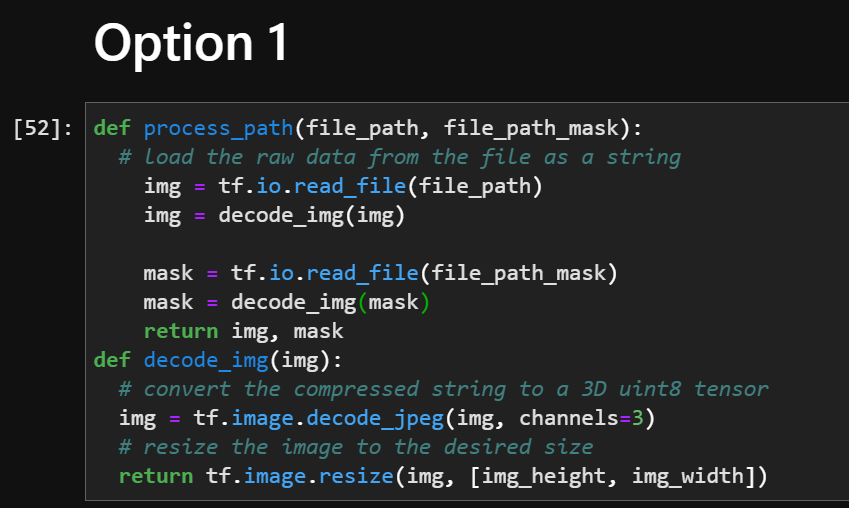 Option 1
[52]: def process_path(file_path, file_path_mask):
  # load the raw data from the file as a string
    img = tf.io.read_file(file_path)
    img = decode_img(img)

    mask = tf.io.read_file(file_path_mask)
    mask = decode_img(mask)
    return img, mask
def decode_img(img):
  # convert the compressed string to a 3D uint8 tensor
  img = tf.image.decode_jpeg(img, channels=3)
  # resize the image to the desired size
  return tf.image.resize(img, [img_height, img_width])